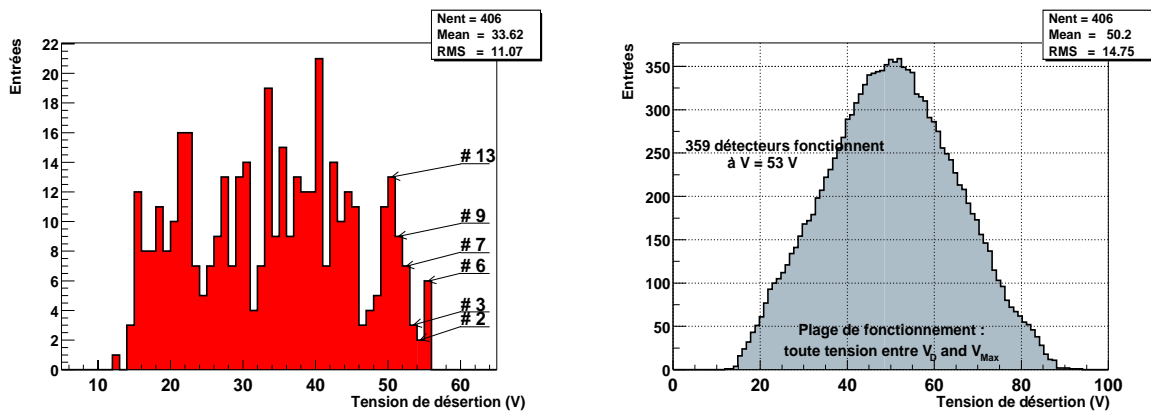 Nent = 406
Mean = 33.62
RMS = 11.07
Entrées
22
20
18
16
14
12
10
8
6
4
2
0
# 13
# 9
# 7
# 6
# 3
# 2
10 20 30 40 50 60
Tension de désertion (V)
Nent = 406
Mean = 50.2
RMS = 14.75
Entrées
350
300
250
200
150
100
50
0
359 détecteurs fonctionnent
à V = 53 V
Plage de fonctionnement :
toute tension entre V_D and V_Max
0 20 40 60 80 100
Tension de désertion (V)